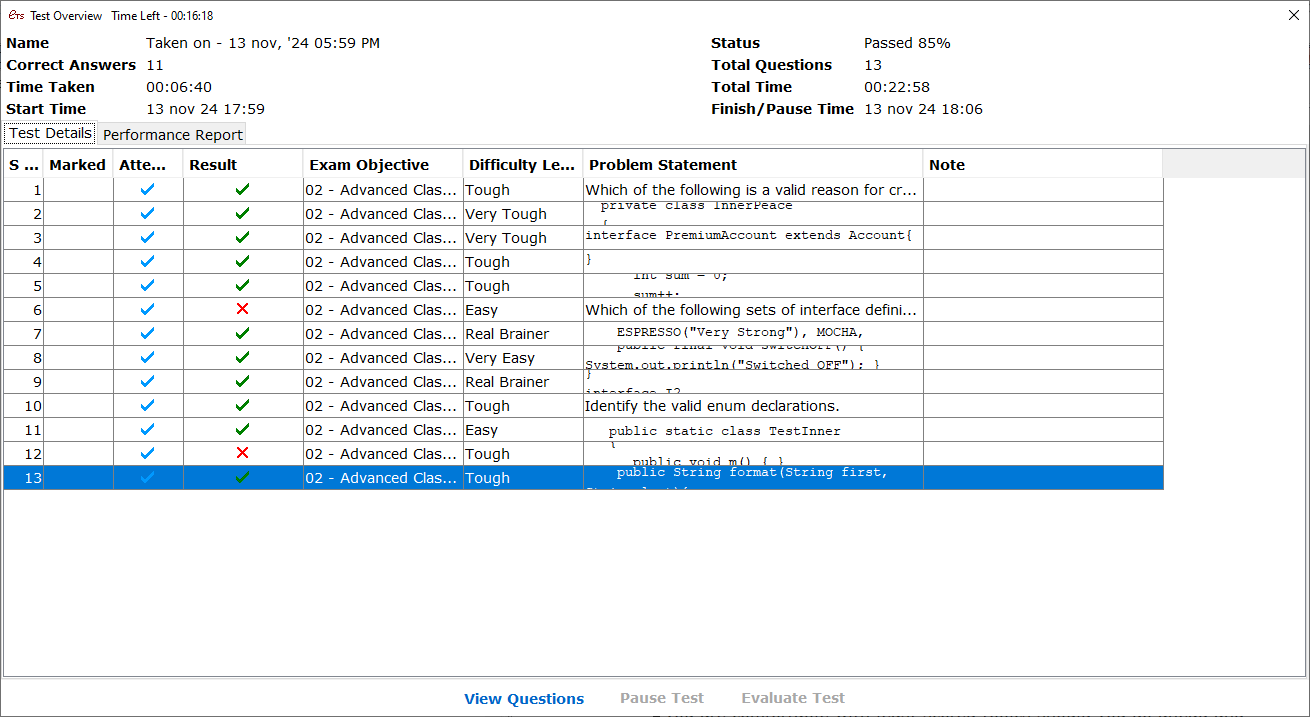 ETS Test Overview Time Left - 00:16:18
Name Taken on - 13 nov, '24 05:59 PM Status Passed 85%
Correct Answers 11 Total Questions 13
Time Taken 00:06:40 Total Time 00:22:58
Start Time 13 nov 24 17:59 Finish/Pause Time 13 nov 24 18:06
Test Details Performance Report
S ... Marked Atte... Result Exam Objective Difficulty Le... Problem Statement Note
1 02 - Advanced Clas... Tough Which of the following is a valid reason for cr...
2 02 - Advanced Clas... Very Tough private class InnerPeace
{
3 02 - Advanced Clas... Very Tough interface PremiumAccount extends Account{
4 02 - Advanced Clas... Tough }
5 02 - Advanced Clas... Tough int sum = 0;
sum++;
6 02 - Advanced Clas... Easy Which of the following sets of interface defini...
7 02 - Advanced Clas... Real Brainer ESPRESSO("Very Strong"), MOCHA,
8 02 - Advanced Clas... Very Easy public final void switchOff() {
System.out.println("Switched OFF"); }
9 02 - Advanced Clas... Real Brainer }
interface I2
10 02 - Advanced Clas... Tough Identify the valid enum declarations.
11 02 - Advanced Clas... Easy public static class TestInner
12 02 - Advanced Clas... Tough {
public void m() { }
13 02 - Advanced Clas... Tough public String format(String first,
View Questions Pause Test Evaluate Test